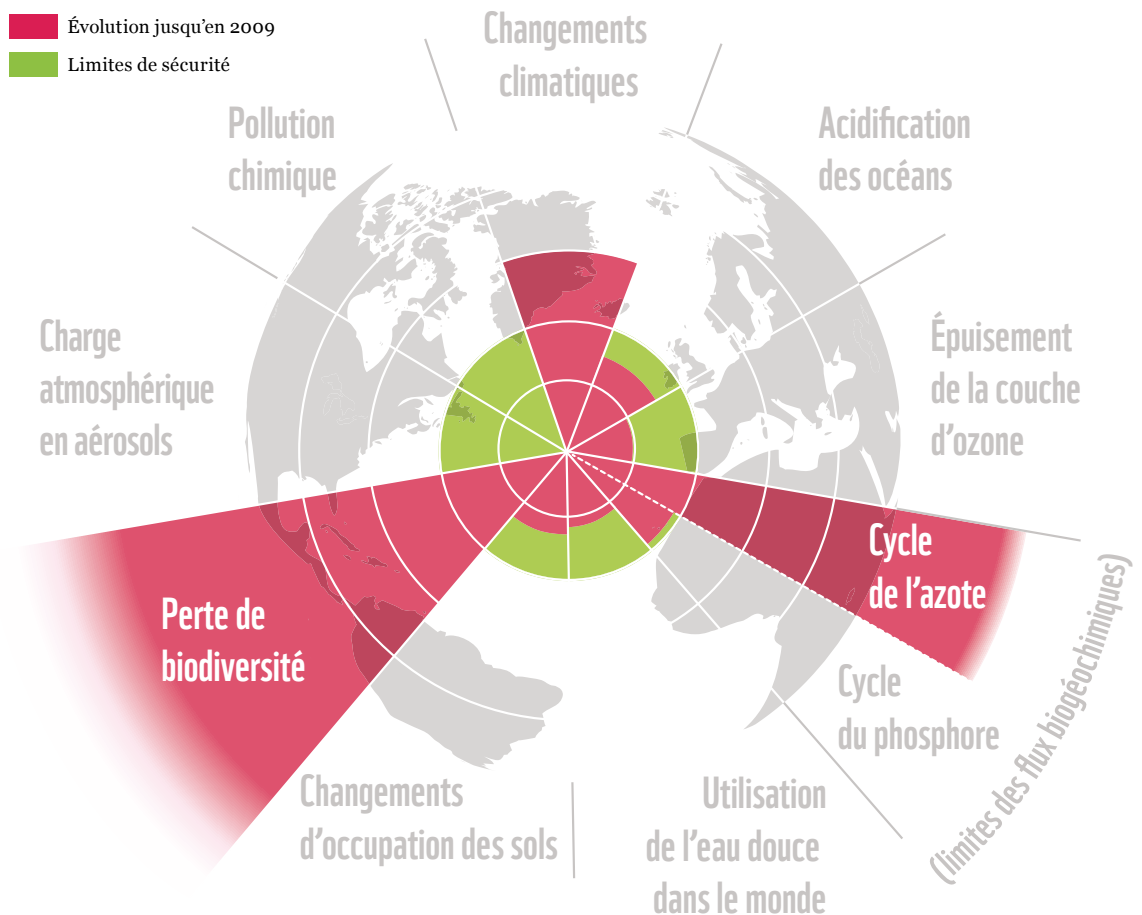 Évolution jusqu'en 2009
Limites de sécurité
Changements
climatiques
Pollution
chimique
Acidification
des océans
Charge
atmosphérique
en aérosols
Épuisement
de la couche
d'ozone
Cycle
de l'azote
Perte de
biodiversité
Cycle
du phosphore
(limites des flux biogéochimiques)
Changements
d'occupation des sols
Utilisation
de l'eau douce
dans le monde